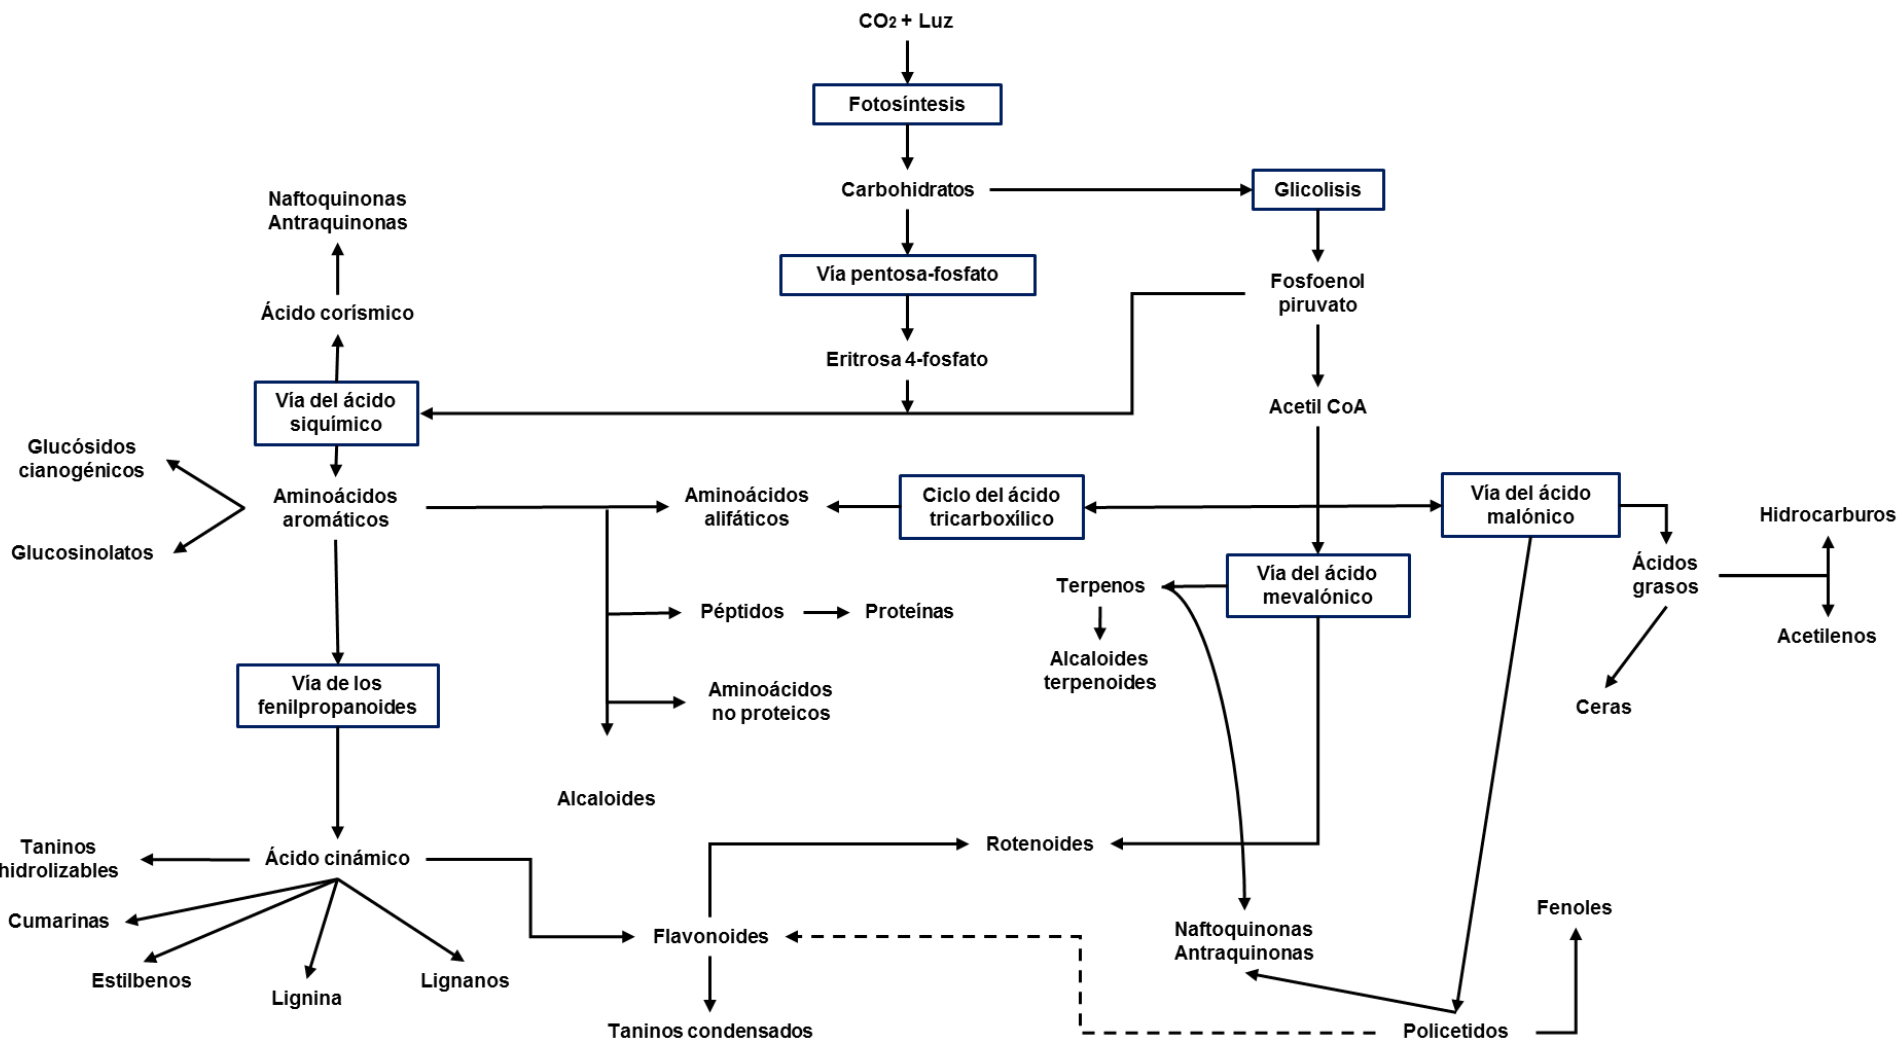 CO₂ + Luz
Fotosíntesis
Carbohidratos
Glicolisis
Naftoquinonas
Antraquinonas
Vía pentosa-fosfato
Fosfoenol
piruvato
Ácido corísmico
Eritrosa 4-fosfato
Vía del ácido
siquímico
Acetil CoA
Glucósidos
cianogénicos
Aminoácidos
aromáticos
Aminoácidos
alifáticos
Ciclo del ácido
tricarboxílico
Vía del ácido
malónico
Hidrocarburos
Glucosinolatos
Terpenos
Vía del ácido
mevalónico
Ácidos
grasos
Péptidos
Proteínas
Acetilenos
Alcaloides
terpenoides
Vía de los
fenilpropanoides
Aminoácidos
no proteicos
Ceras
Alcaloides
Taninos
hidrolizables
Ácido cinámico
Rotenoides
Cumarinas
Flavonoides
Naftoquinonas
Antraquinonas
Fenoles
Estilbenos
Lignina
Lignanos
Taninos condensados
Policetidos